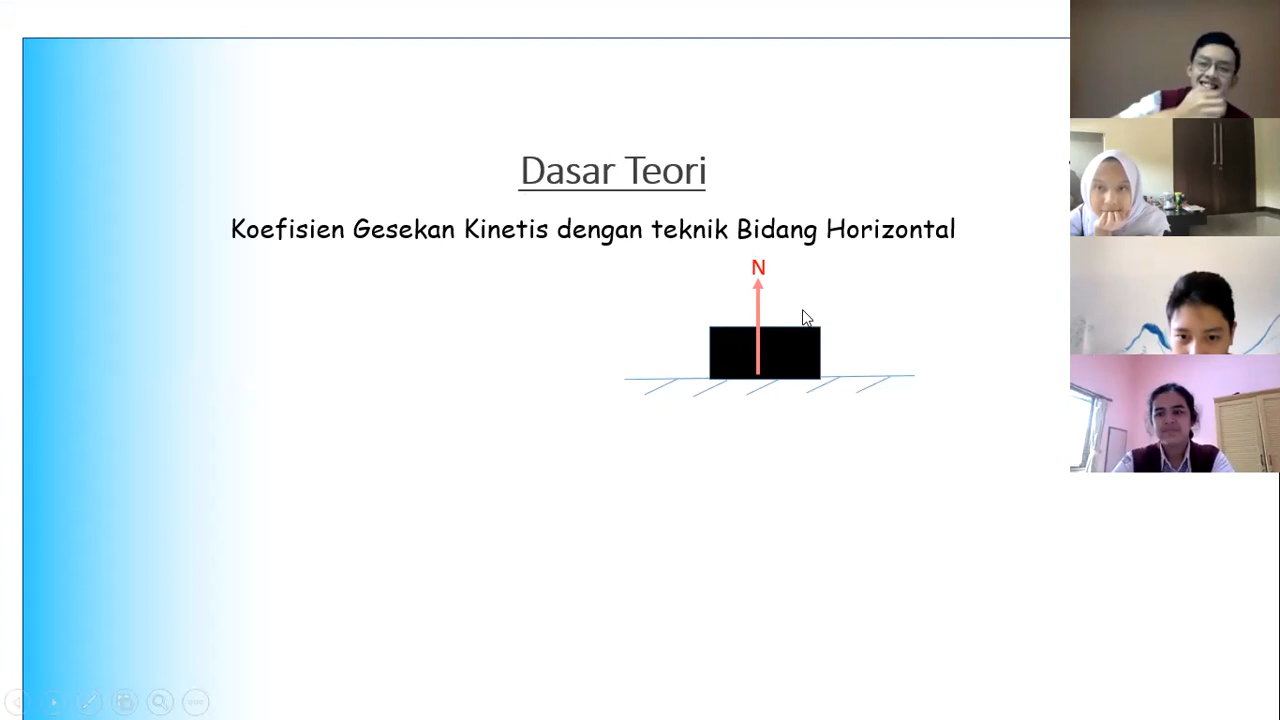 Dasar Teori
Koefisien Gesekan Kinetis dengan teknik Bidang Horizontal
N